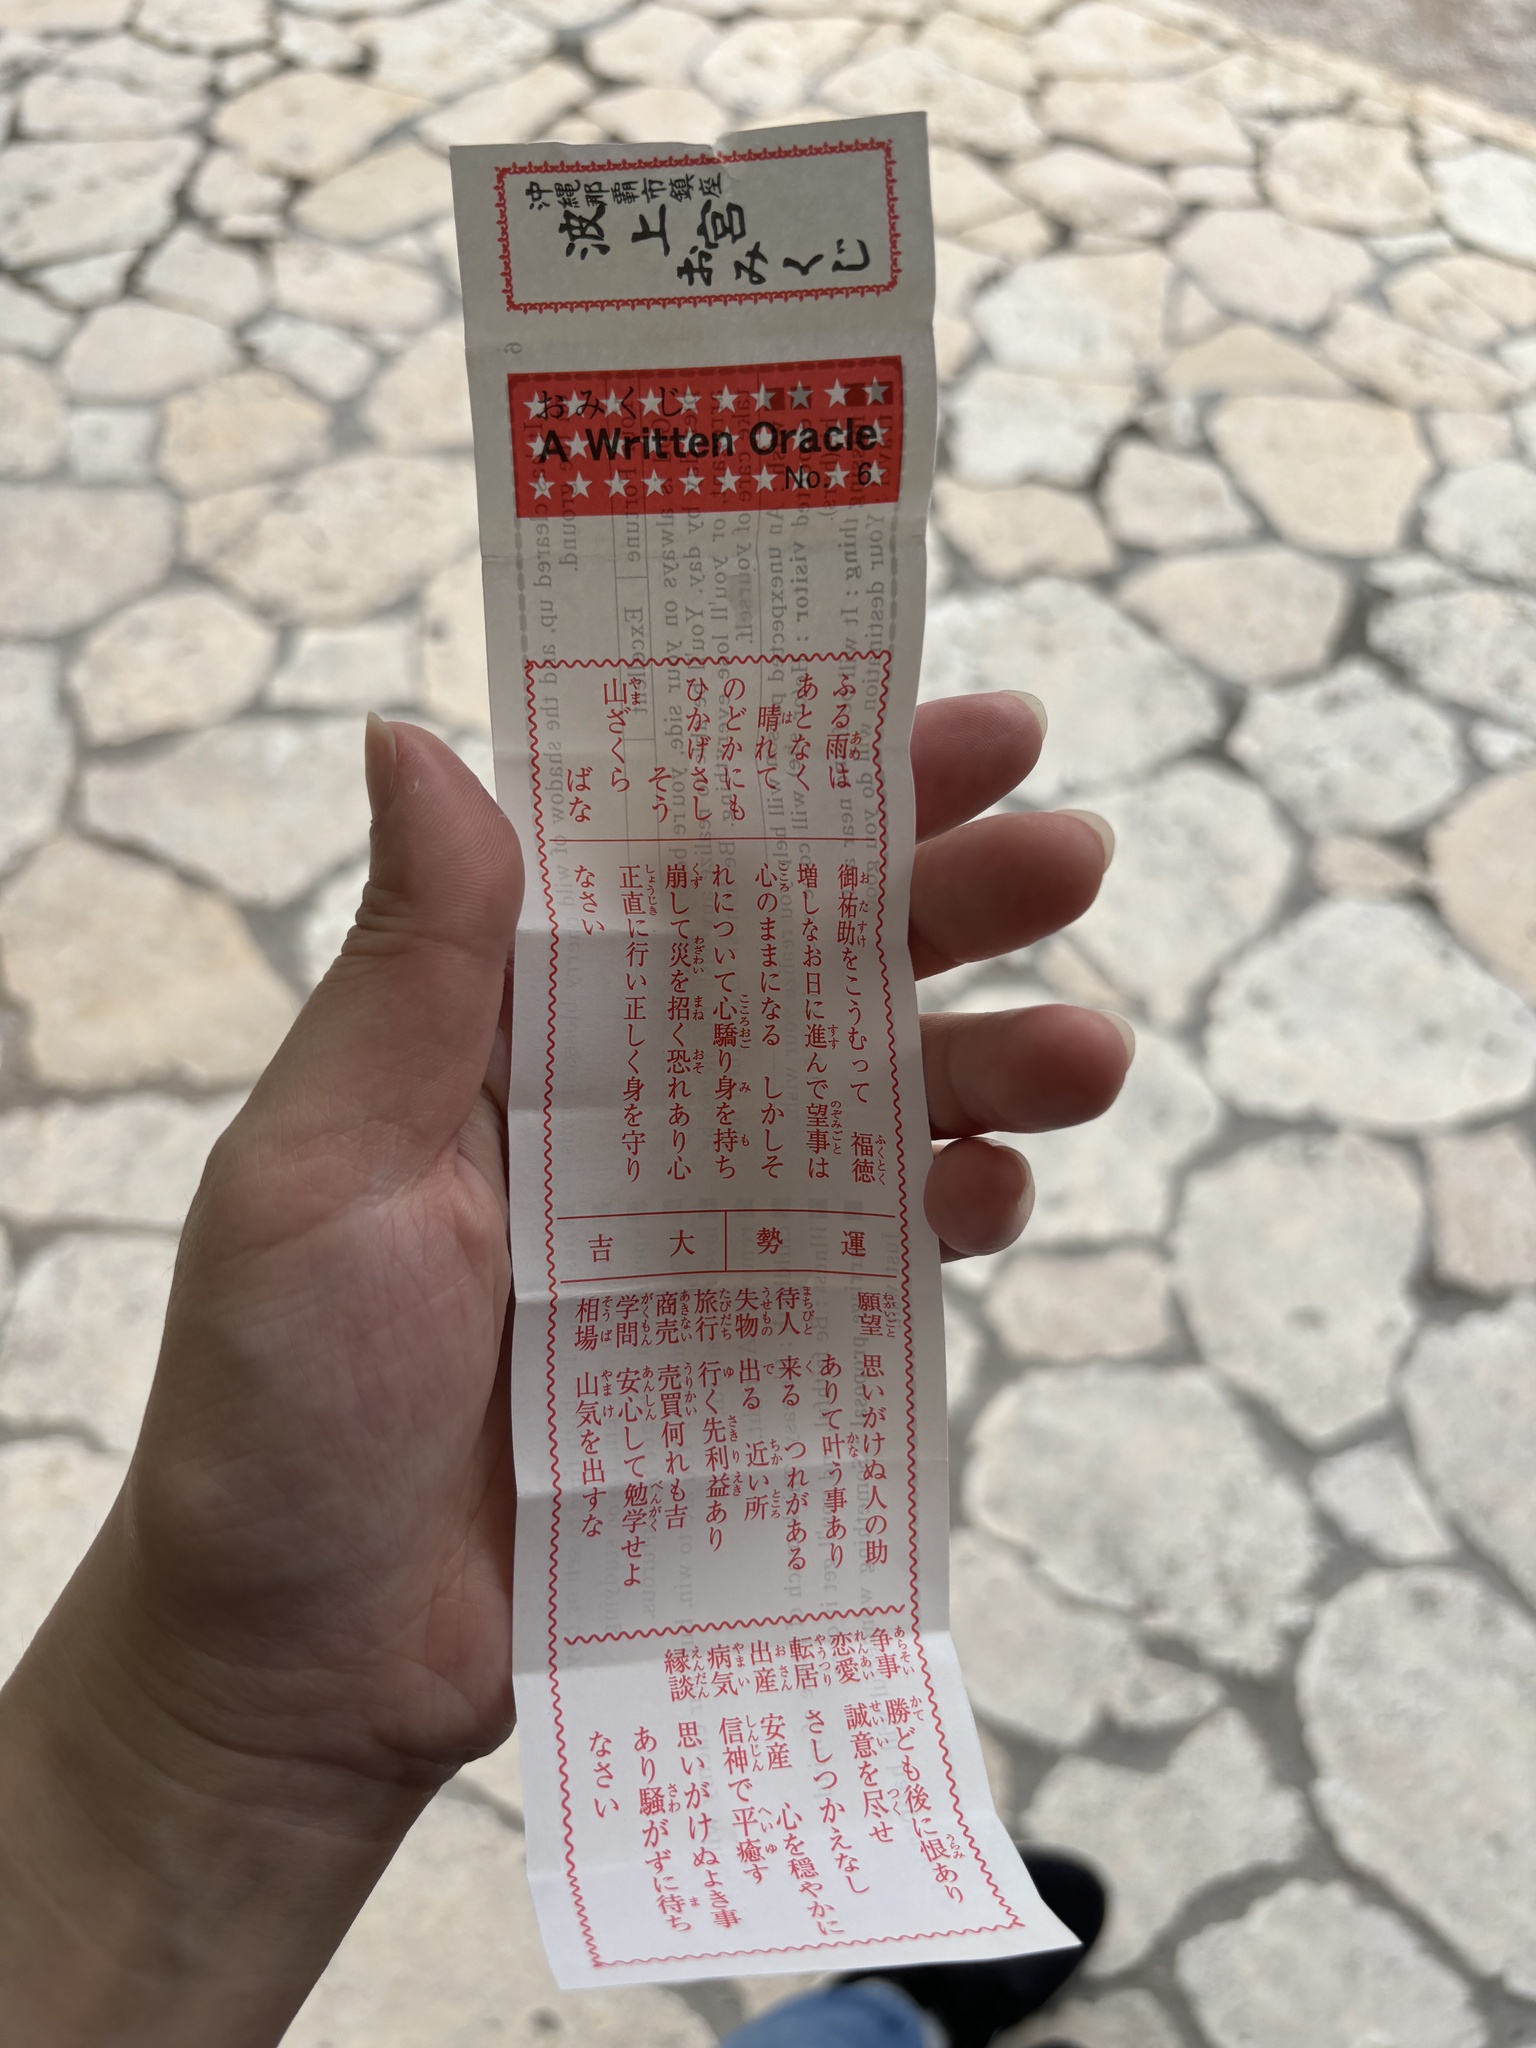 沖縄那覇市鎮座
波上宮
おみくじ
おみくじ
A Written Oracle
No. 6
ふる雨は
あとなく
晴れて
のどかにも
ひかげさし
そう
山ざくら
ばな
御祐助をこうむって 福徳
増しなお日に進んで望事は
心のままになる しかしそ
れについて心驕り身を持ち
崩して災を招く恐れあり心
正直に行い正しく身を守り
なさい
運勢 大吉
願望 思いがけぬ人の助
ありて叶う事あり
待人 来る つれがある
失物 出る 近い所
旅行 行く先利益あり
商売 売買何れも吉
学問 安心して勉学せよ
相場 山気を出すな
争事 勝ども後に恨あり
恋愛 誠意を尽せ
転居 さしつかえなし
出産 安産 心を穏やかに
病気 信神で平癒す
縁談 思いがけぬよき事
あり騒がずに待ち
なさい